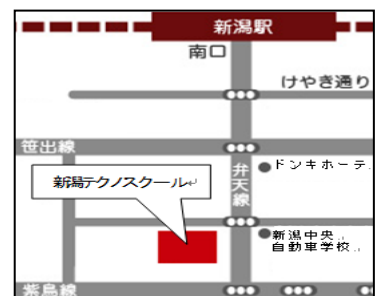 新潟駅
南口
けやき通り
笹出線
弁天線
●ドンキホーテ.
新潟テクノスクール↵
●新潟中央.
自動車学校.
紫鳥線